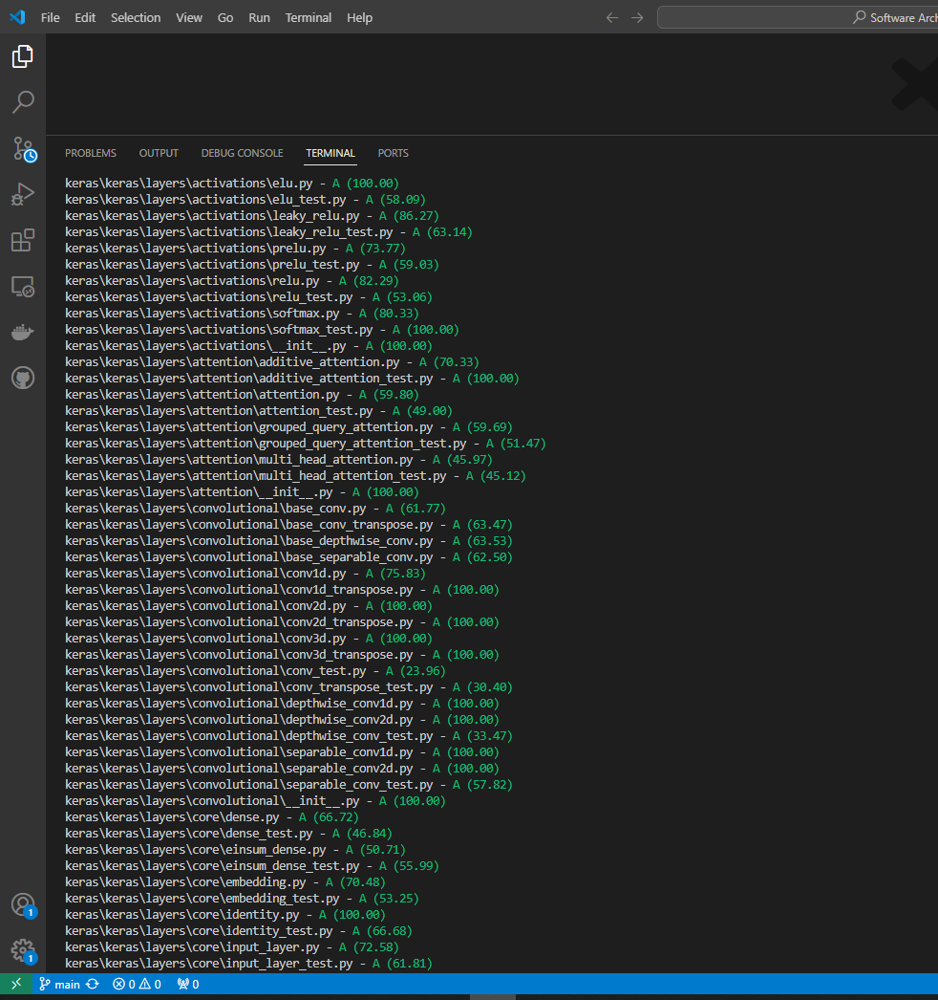 File Edit Selection View Go Run Terminal Help
Software Arch
PROBLEMS OUTPUT DEBUG CONSOLE TERMINAL PORTS
keras\keras\layers\activations\elu.py - A (100.00)
keras\keras\layers\activations\elu_test.py - A (58.09)
keras\keras\layers\activations\leaky_relu.py - A (86.27)
keras\keras\layers\activations\leaky_relu_test.py - A (63.14)
keras\keras\layers\activations\prelu.py - A (73.77)
keras\keras\layers\activations\prelu_test.py - A (59.03)
keras\keras\layers\activations\relu.py - A (82.29)
keras\keras\layers\activations\relu_test.py - A (53.06)
keras\keras\layers\activations\softmax.py - A (80.33)
keras\keras\layers\activations\softmax_test.py - A (100.00)
keras\keras\layers\activations\__init__.py - A (100.00)
keras\keras\layers\attention\additive_attention.py - A (70.33)
keras\keras\layers\attention\additive_attention_test.py - A (100.00)
keras\keras\layers\attention\attention.py - A (59.80)
keras\keras\layers\attention\attention_test.py - A (49.00)
keras\keras\layers\attention\grouped_query_attention.py - A (59.69)
keras\keras\layers\attention\grouped_query_attention_test.py - A (51.47)
keras\keras\layers\attention\multi_head_attention.py - A (45.97)
keras\keras\layers\attention\multi_head_attention_test.py - A (45.12)
keras\keras\layers\attention\__init__.py - A (100.00)
keras\keras\layers\convolutional\base_conv.py - A (61.77)
keras\keras\layers\convolutional\base_conv_transpose.py - A (63.47)
keras\keras\layers\convolutional\base_depthwise_conv.py - A (63.53)
keras\keras\layers\convolutional\base_separable_conv.py - A (62.50)
keras\keras\layers\convolutional\conv1d.py - A (75.83)
keras\keras\layers\convolutional\conv1d_transpose.py - A (100.00)
keras\keras\layers\convolutional\conv2d.py - A (100.00)
keras\keras\layers\convolutional\conv2d_transpose.py - A (100.00)
keras\keras\layers\convolutional\conv3d.py - A (100.00)
keras\keras\layers\convolutional\conv3d_transpose.py - A (100.00)
keras\keras\layers\convolutional\conv_test.py - A (23.96)
keras\keras\layers\convolutional\conv_transpose_test.py - A (30.40)
keras\keras\layers\convolutional\depthwise_conv1d.py - A (100.00)
keras\keras\layers\convolutional\depthwise_conv2d.py - A (100.00)
keras\keras\layers\convolutional\depthwise_conv_test.py - A (33.47)
keras\keras\layers\convolutional\separable_conv1d.py - A (100.00)
keras\keras\layers\convolutional\separable_conv2d.py - A (100.00)
keras\keras\layers\convolutional\separable_conv_test.py - A (57.82)
keras\keras\layers\convolutional\__init__.py - A (100.00)
keras\keras\layers\core\dense.py - A (66.72)
keras\keras\layers\core\dense_test.py - A (46.84)
keras\keras\layers\core\einsum_dense.py - A (50.71)
keras\keras\layers\core\einsum_dense_test.py - A (55.99)
keras\keras\layers\core\embedding.py - A (70.48)
keras\keras\layers\core\embedding_test.py - A (53.25)
keras\keras\layers\core\identity.py - A (100.00)
keras\keras\layers\core\identity_test.py - A (66.68)
keras\keras\layers\core\input_layer.py - A (72.58)
keras\keras\layers\core\input_layer_test.py - A (61.81)
1
1
main 0 0 0